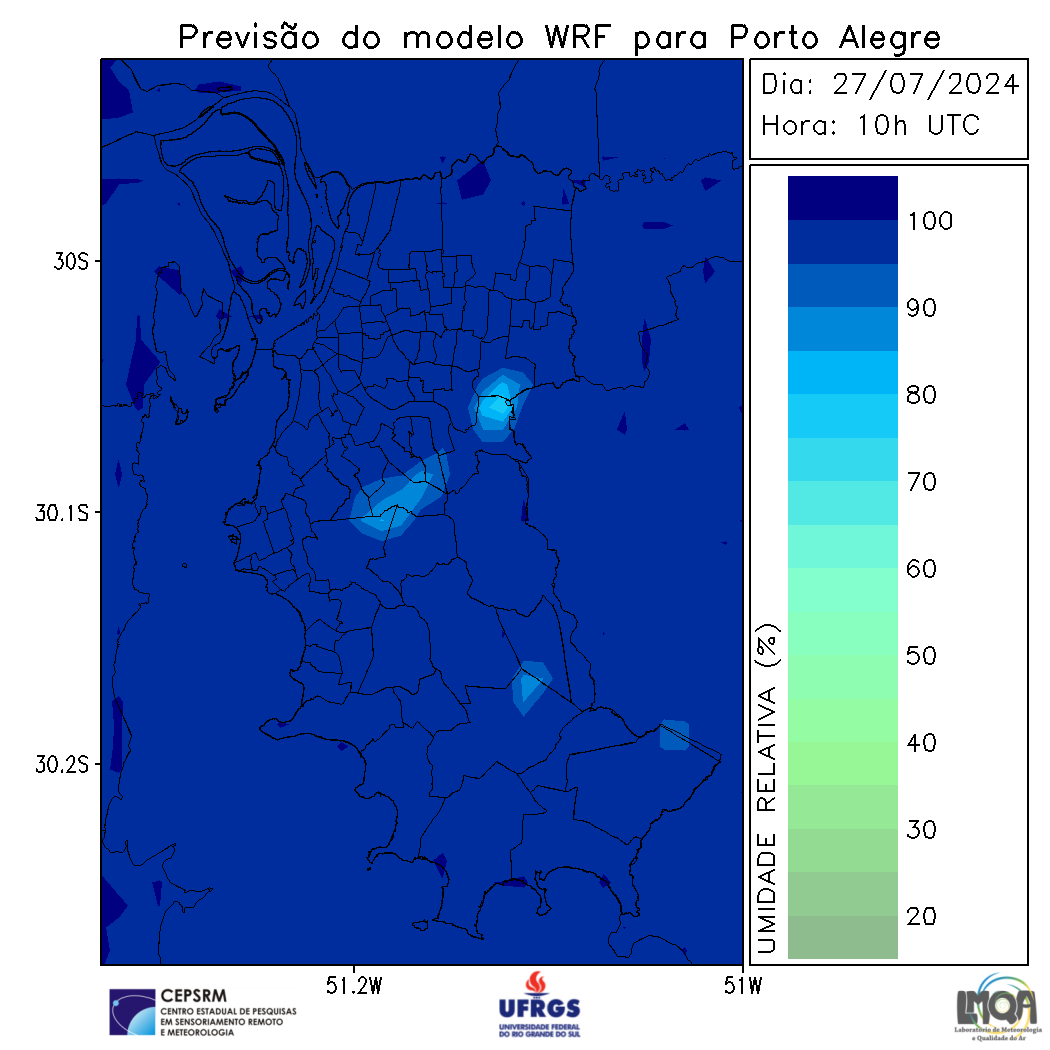 Previsão do modelo WRF para Porto Alegre
Dia: 27/07/2024
Hora: 10h UTC
30S
30.1S
30.2S
51.2W
51W
UMIDADE RELATIVA (%)
100
90
80
70
60
50
40
30
20
CEPSRM
CENTRO ESTADUAL DE PESQUISAS
EM SENSORIAMENTO REMOTO
E METEOROLOGIA
UFRGS
UNIVERSIDADE FEDERAL
DO RIO GRANDE DO SUL
LMQA
Laboratório de Meteorologia
e Qualidade do Ar